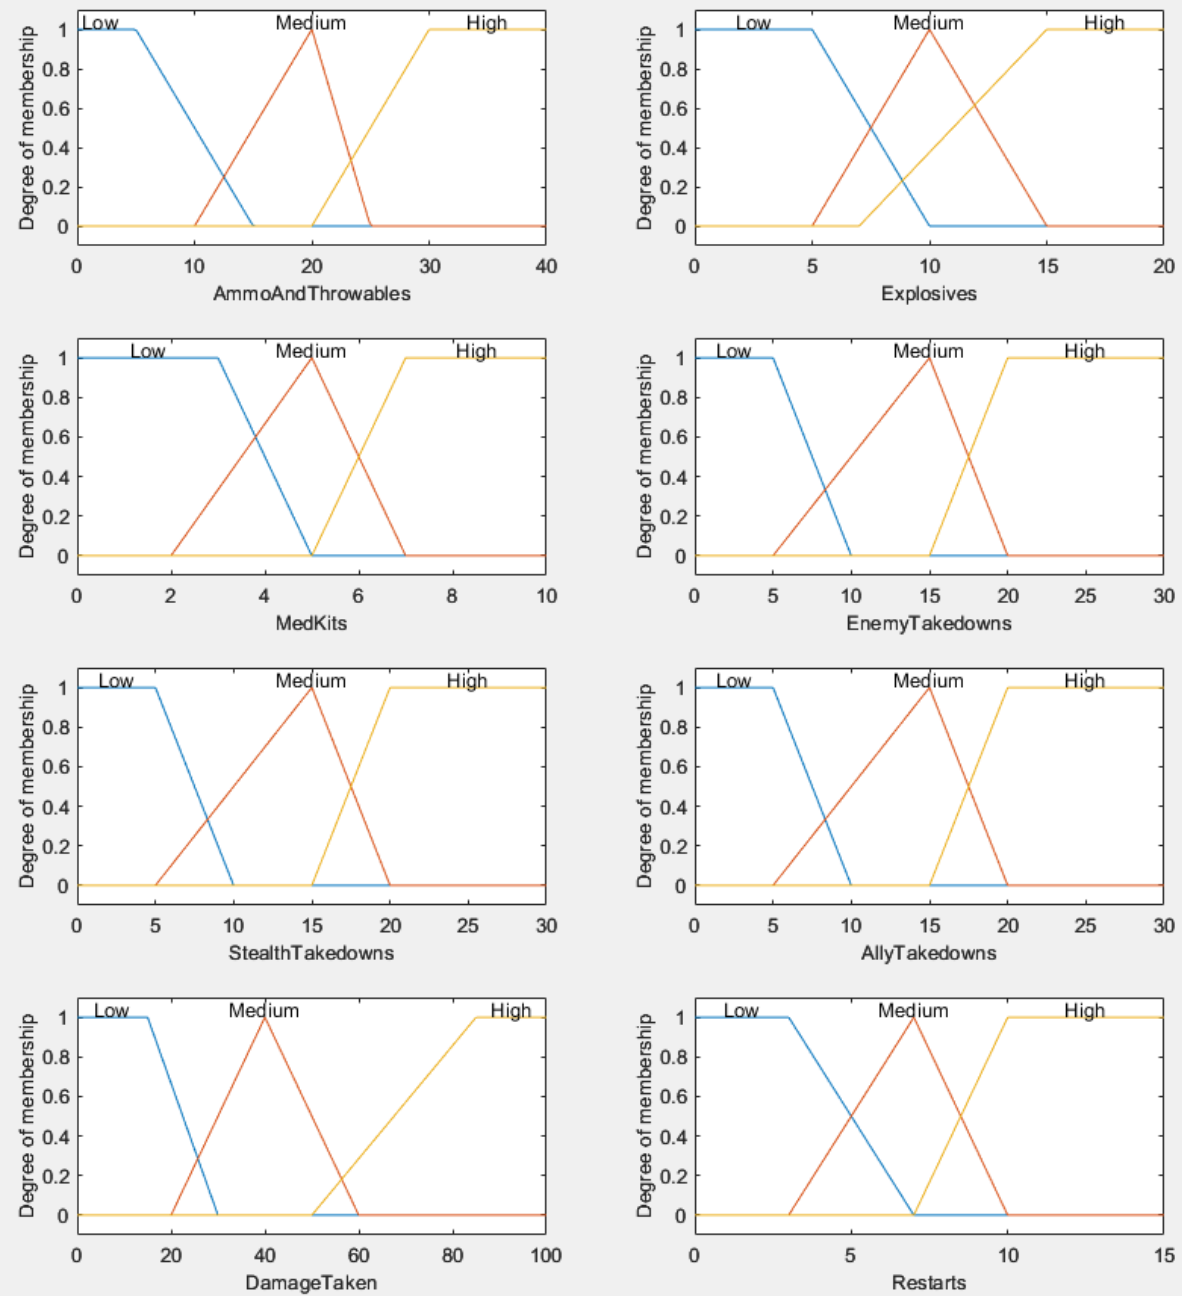 Low Medium High
1
0.8
0.6
0.4
0.2
0
Degree of membership
0 10 20 30 40
AmmoAndThrowables
Low Medium High
1
0.8
0.6
0.4
0.2
0
Degree of membership
0 5 10 15 20
Explosives
Low Medium High
1
0.8
0.6
0.4
0.2
0
Degree of membership
0 2 4 6 8 10
MedKits
Low Medium High
1
0.8
0.6
0.4
0.2
0
Degree of membership
0 5 10 15 20 25 30
EnemyTakedowns
Low Medium High
1
0.8
0.6
0.4
0.2
0
Degree of membership
0 5 10 15 20 25 30
StealthTakedowns
Low Medium High
1
0.8
0.6
0.4
0.2
0
Degree of membership
0 5 10 15 20 25 30
AllyTakedowns
Low Medium High
1
0.8
0.6
0.4
0.2
0
Degree of membership
0 20 40 60 80 100
DamageTaken
Low Medium High
1
0.8
0.6
0.4
0.2
0
Degree of membership
0 5 10 15
Restarts